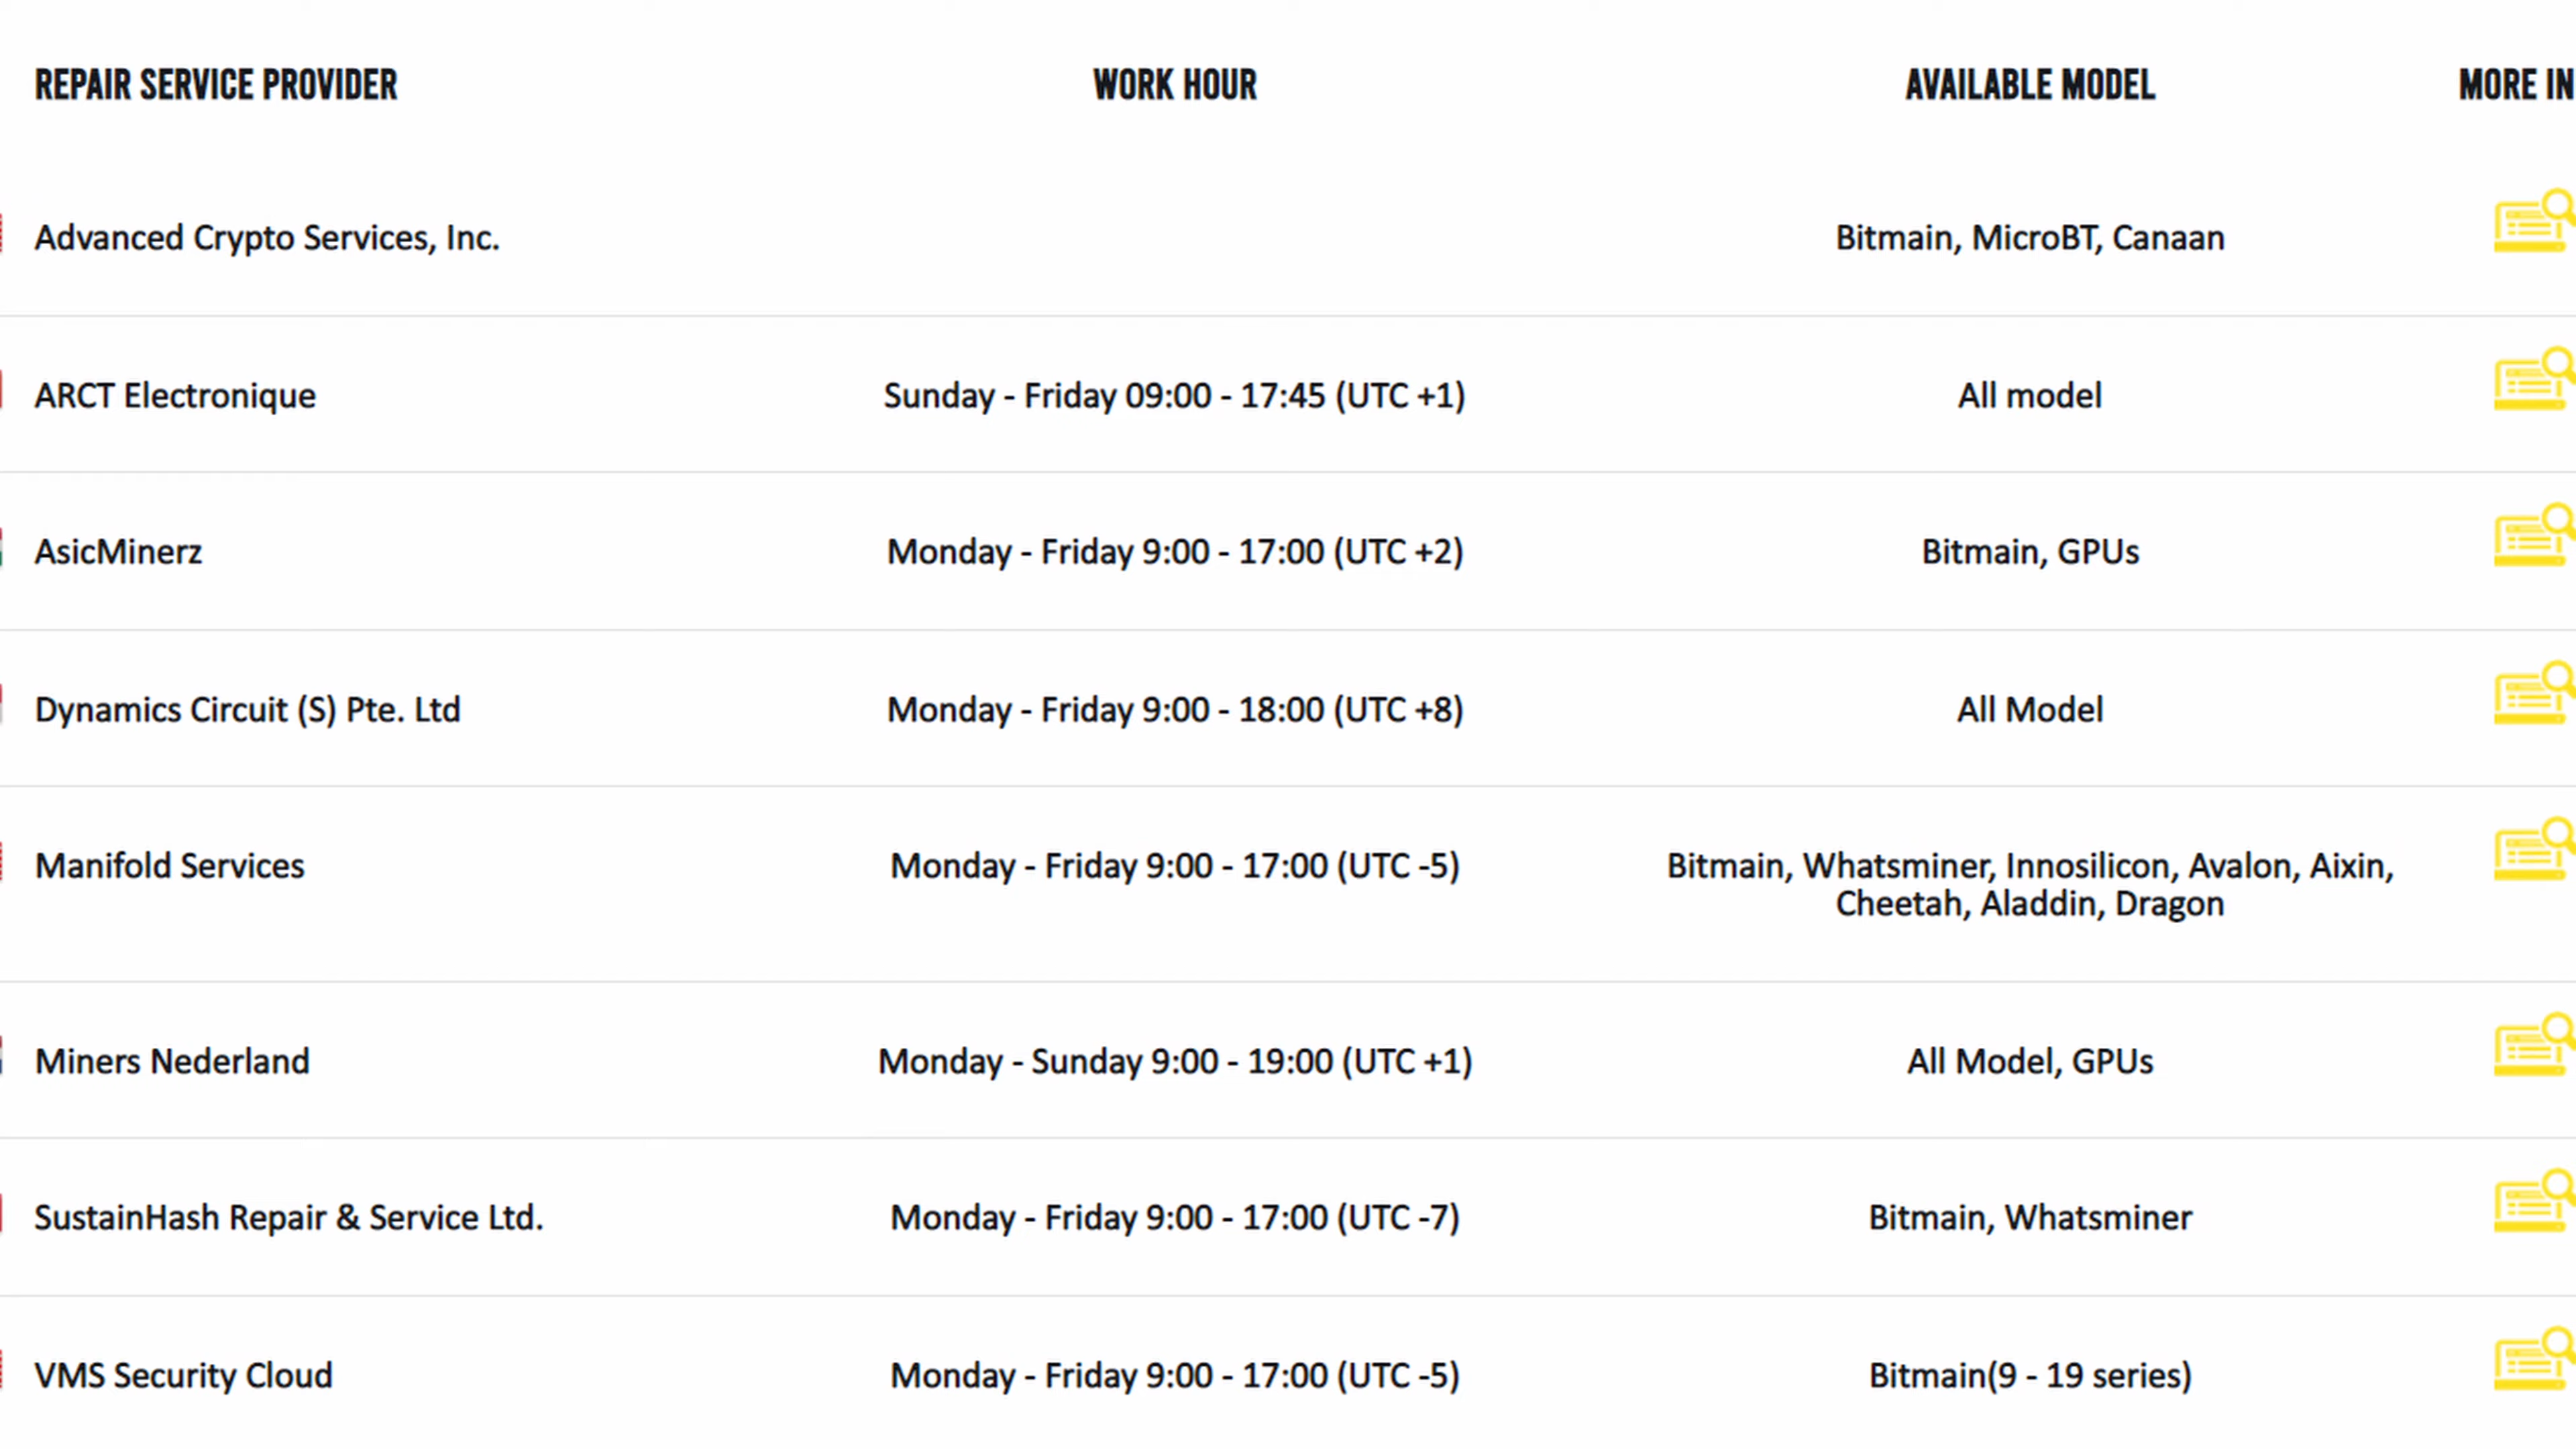 REPAIR SERVICE PROVIDER WORK HOUR AVAILABLE MODEL MORE IN
Advanced Crypto Services, Inc. Bitmain, MicroBT, Canaan
ARCT Electronique Sunday - Friday 09:00 - 17:45 (UTC +1) All model
AsicMinerz Monday - Friday 9:00 - 17:00 (UTC +2) Bitmain, GPUs
Dynamics Circuit (S) Pte. Ltd Monday - Friday 9:00 - 18:00 (UTC +8) All Model
Manifold Services Monday - Friday 9:00 - 17:00 (UTC -5) Bitmain, Whatsminer, Innosilicon, Avalon, Aixin,
Cheetah, Aladdin, Dragon
Miners Nederland Monday - Sunday 9:00 - 19:00 (UTC +1) All Model, GPUs
SustainHash Repair & Service Ltd. Monday - Friday 9:00 - 17:00 (UTC -7) Bitmain, Whatsminer
VMS Security Cloud Monday - Friday 9:00 - 17:00 (UTC -5) Bitmain(9 - 19 series)